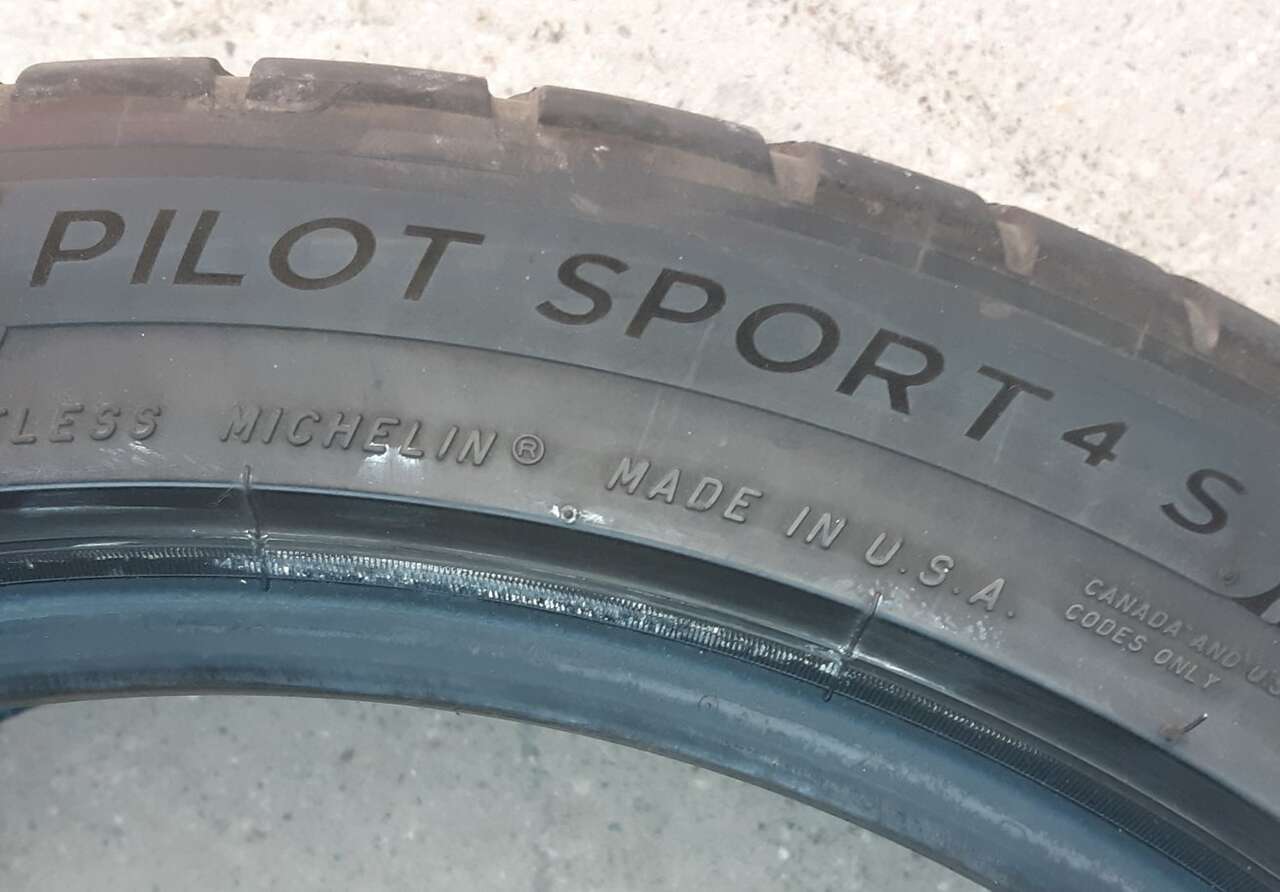 PILOT SPORT 4 S
MICHELIN® MADE IN U.S.A.
CANADA AND
CODES ONLY